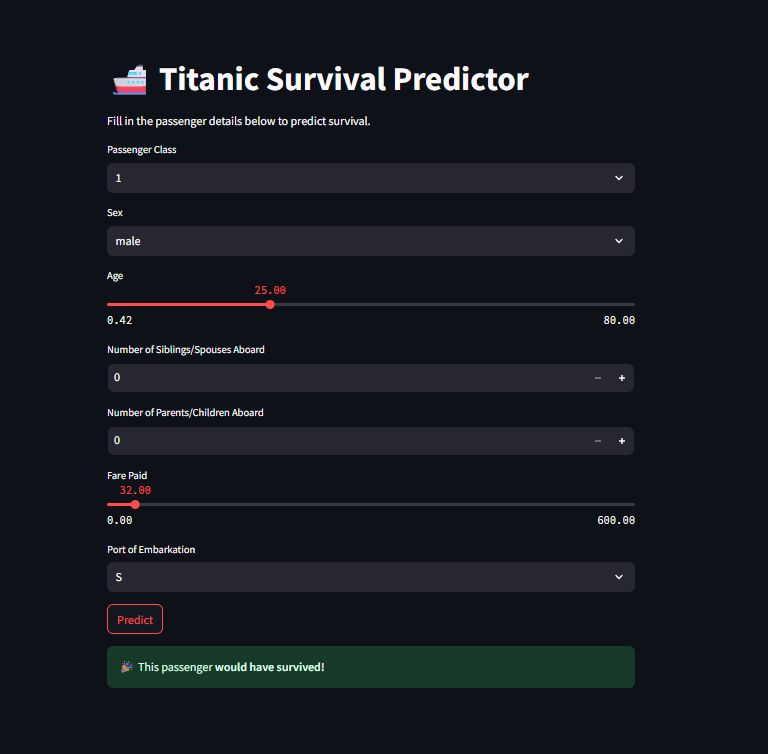 Titanic Survival Predictor
Fill in the passenger details below to predict survival.
Passenger Class
1
Sex
male
Age
25.00
0.42 80.00
Number of Siblings/Spouses Aboard
0
Number of Parents/Children Aboard
0
Fare Paid
32.00
0.00 600.00
Port of Embarkation
S
Predict
This passenger would have survived!